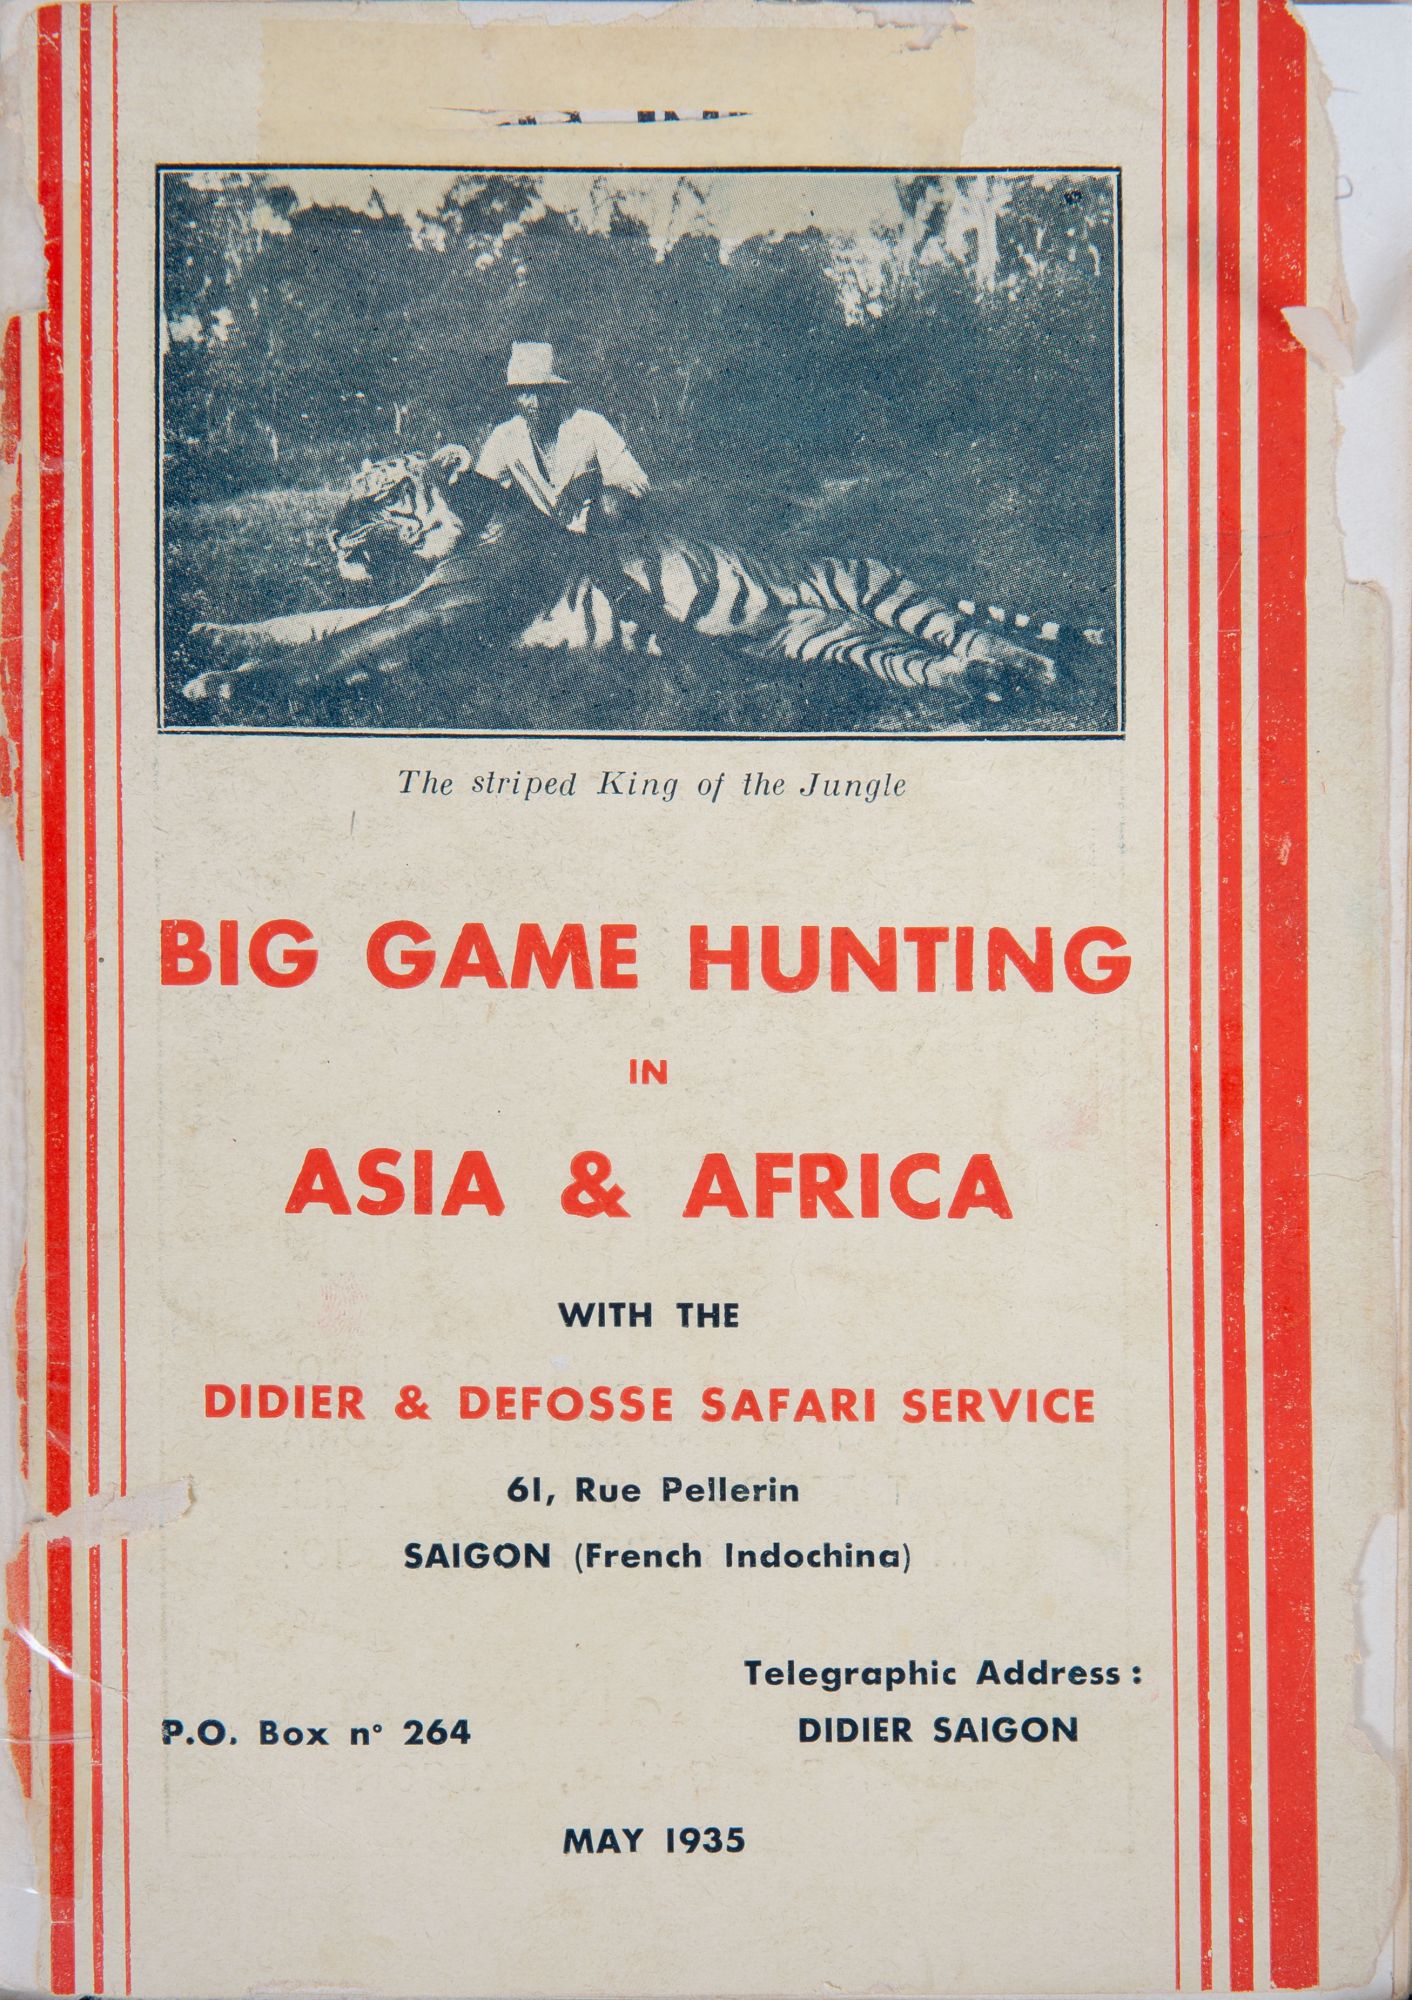 The striped King of the Jungle
BIG GAME HUNTING
IN
ASIA & AFRICA
WITH THE
DIDIER & DEFOSSE SAFARI SERVICE
61, Rue Pellerin
SAIGON (French Indochina)
Telegraphic Address :
P.O. Box n° 264
DIDIER SAIGON
MAY 1935